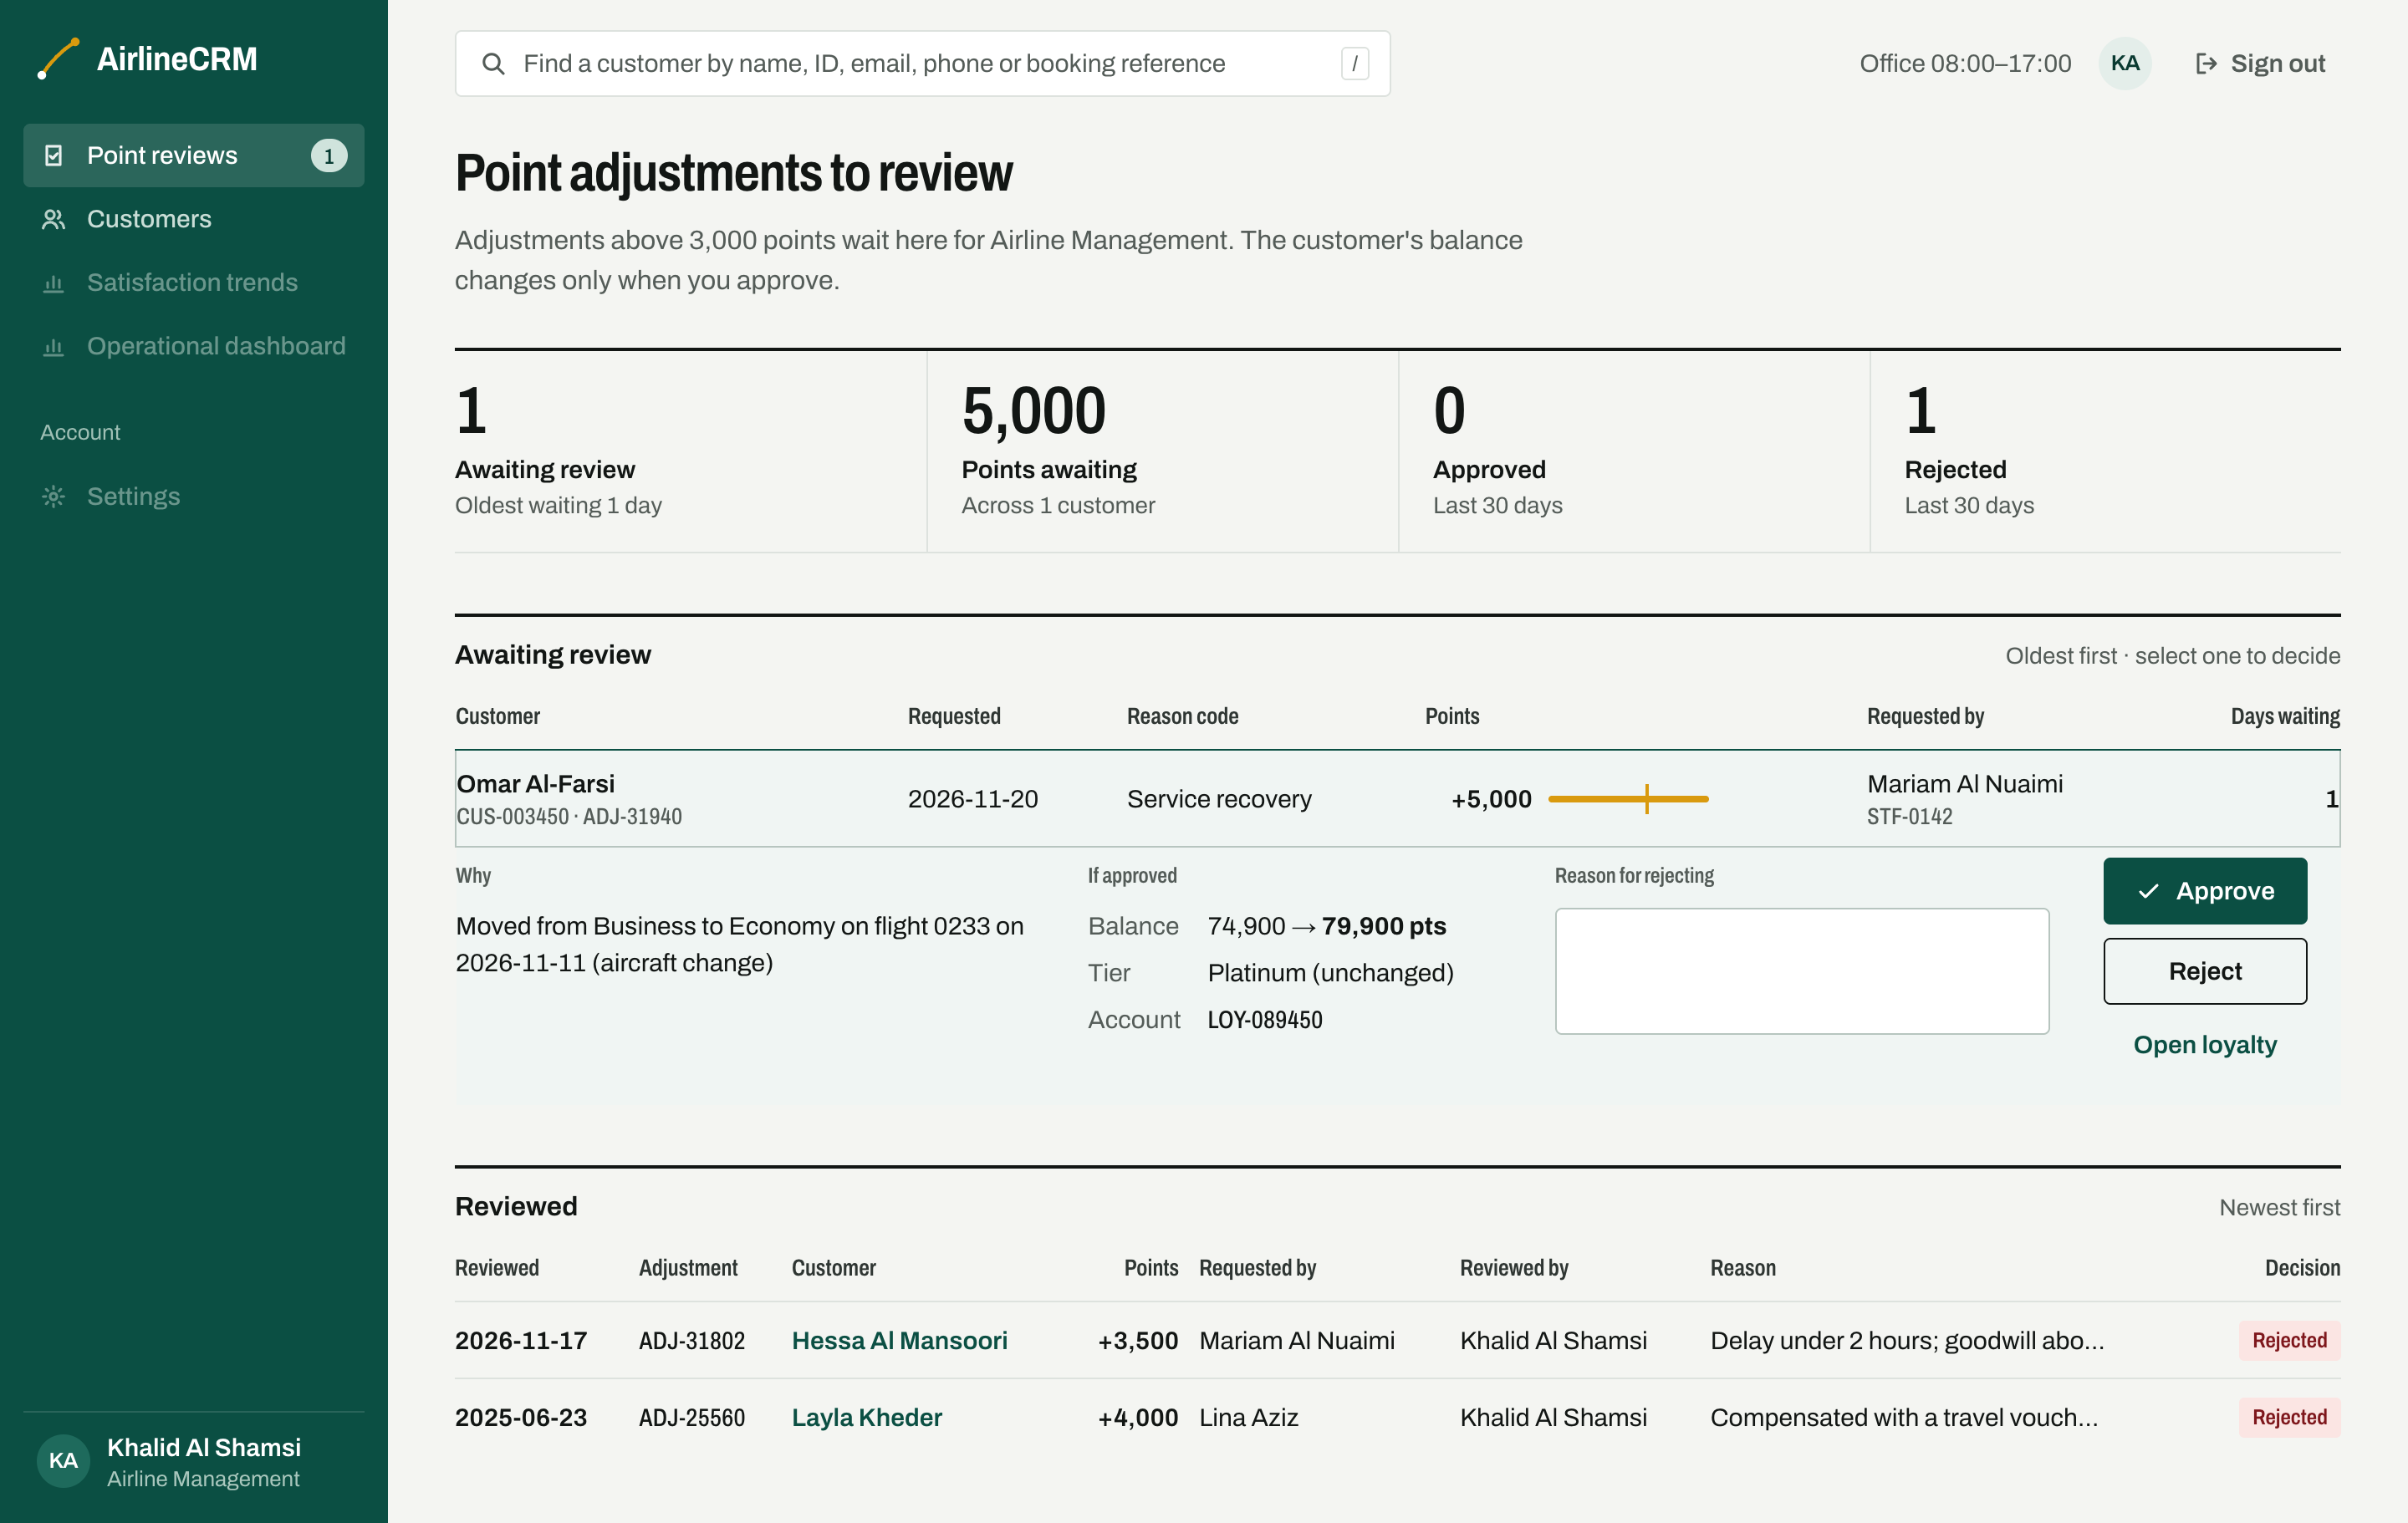 AirlineCRM
Point reviews 1
Customers
Satisfaction trends
Operational dashboard
Account
Settings
KA
Khalid Al Shamsi
Airline Management
Find a customer by name, ID, email, phone or booking reference /
Office 08:00–17:00 KA Sign out
Point adjustments to review
Adjustments above 3,000 points wait here for Airline Management. The customer's balance
changes only when you approve.
1
Awaiting review
Oldest waiting 1 day
5,000
Points awaiting
Across 1 customer
0
Approved
Last 30 days
1
Rejected
Last 30 days
Awaiting review Oldest first · select one to decide
Customer Requested Reason code Points Requested by Days waiting
Omar Al-Farsi 2026-11-20 Service recovery +5,000 Mariam Al Nuaimi 1
CUS-003450 · ADJ-31940 STF-0142
Why
Moved from Business to Economy on flight 0233 on
2026-11-11 (aircraft change)
If approved
Balance 74,900 → 79,900 pts
Tier Platinum (unchanged)
Account LOY-089450
Reason for rejecting
Approve
Reject
Open loyalty
Reviewed Newest first
Reviewed Adjustment Customer Points Requested by Reviewed by Reason Decision
2026-11-17 ADJ-31802 Hessa Al Mansoori +3,500 Mariam Al Nuaimi Khalid Al Shamsi Delay under 2 hours; goodwill abo... Rejected
2025-06-23 ADJ-25560 Layla Kheder +4,000 Lina Aziz Khalid Al Shamsi Compensated with a travel vouch... Rejected